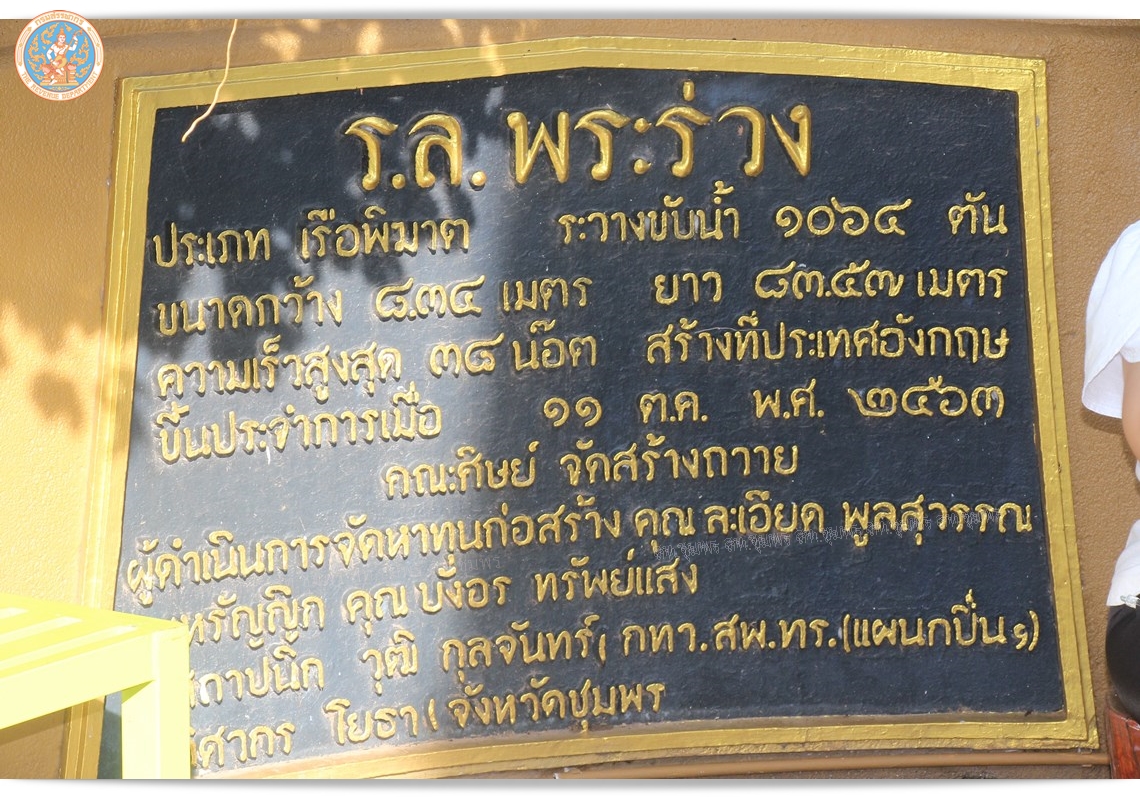 ร.ล.พระร่วง
ประเภท เรือพิฆาต ระวางขับน้ำ ๑๐๖๔ ตัน
ขนาดกว้าง ๘.๓๔ เมตร ยาว ๘๓.๕๗ เมตร
ความเร็วสูงสุด ๓๘ น๊อต สร้างที่ประเทศอังกฤษ
ขึ้นประจำการเมื่อ ๑๑ ต.ค. พ.ศ. ๒๔๖๓
คณะศิษย์ จัดสร้างถวาย
ผู้ดำเนินการจัดหาทุนก่อสร้าง คุณ ละเอียด พูลสุวรรณ
เหรัญญิก คุณ บังอร ทรัพย์แสง
สถาปนิก วุฒิ กุลจันทร์ ( กทว.สพ.ทร.(แผนกปืน ๑)
วิศวกร โยธา ( จังหวัดชุมพร